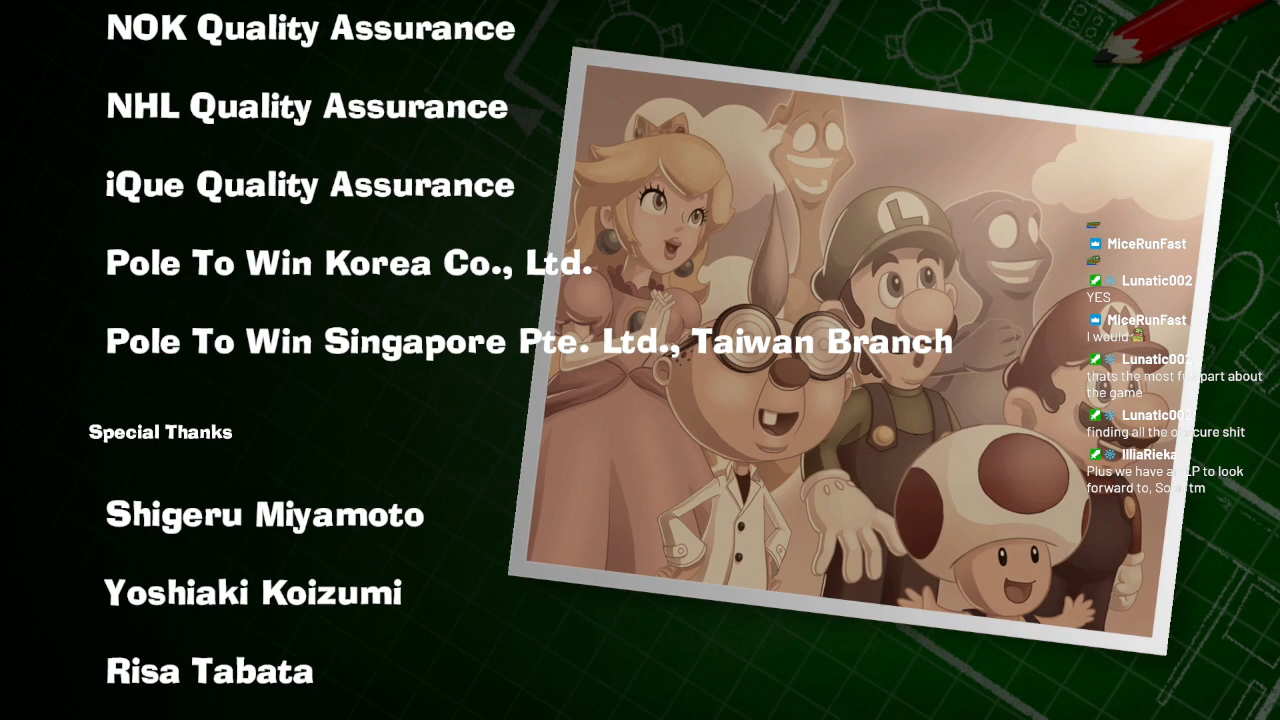 NOK Quality Assurance
NHL Quality Assurance
iQue Quality Assurance
Pole To Win Korea Co., Ltd.
Pole To Win Singapore Pte. Ltd., Taiwan Branch
Special Thanks
Shigeru Miyamoto
Yoshiaki Koizumi
Risa Tabata
L
MiceRunFast
Lunatic002
YES
MiceRunFast
I would
Lunatic002
thats the most part about
the game
Lunatic002
finding all the shit
IlliaRieka
Plus we have a to look
forward to,